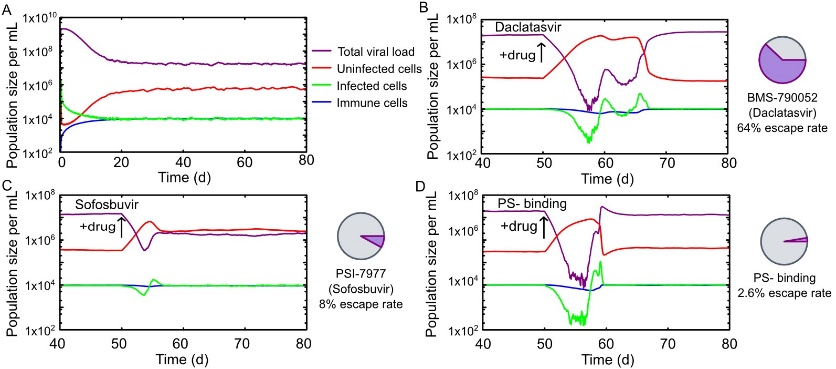 A
Population size per mL
1x10^10
1x10^8
1x10^6
1x10^4
1x10^2
0
20
40
60
80
Time (d)
Total viral load
Uninfected cells
Infected cells
Immune cells
B
Population size per mL
1x10^8
1x10^6
1x10^4
1x10^2
Daclatasvir
+drug
40
50
60
70
80
Time (d)
BMS-790052
(Daclatasvir)
64% escape rate
C
Population size per mL
1x10^8
1x10^6
1x10^4
1x10^2
Sofosbuvir
+drug
40
50
60
70
80
Time (d)
PSI-7977
(Sofosbuvir)
8% escape rate
D
Population size per mL
1x10^8
1x10^6
1x10^4
1x10^2
PS- binding
+drug
40
50
60
70
80
Time (d)
PS- binding
2.6% escape rate